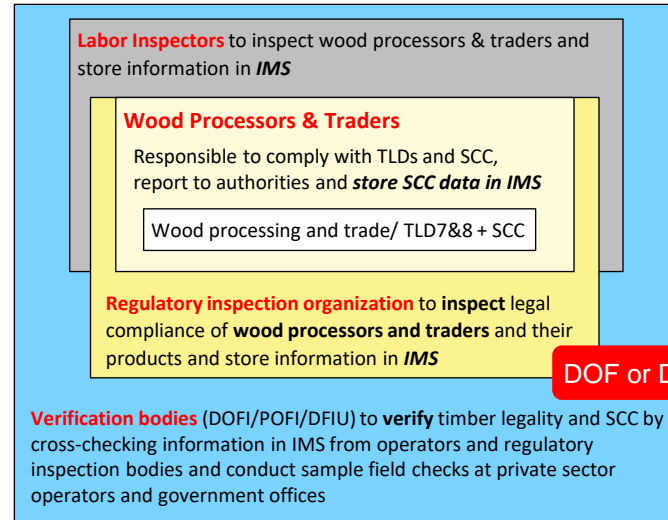 Labor Inspectors to inspect wood processors & traders and
store information in IMS
Wood Processors & Traders
Responsible to comply with TLDs and SCC,
report to authorities and store SCC data in IMS
Wood processing and trade/ TLD7&8 + SCC
Regulatory inspection organization to inspect legal
compliance of wood processors and traders and their
products and store information in IMS
DOF or D
Verification bodies (DOFI/POFI/DFIU) to verify timber legality and SCC by
cross-checking information in IMS from operators and regulatory
inspection bodies and conduct sample field checks at private sector
operators and government offices